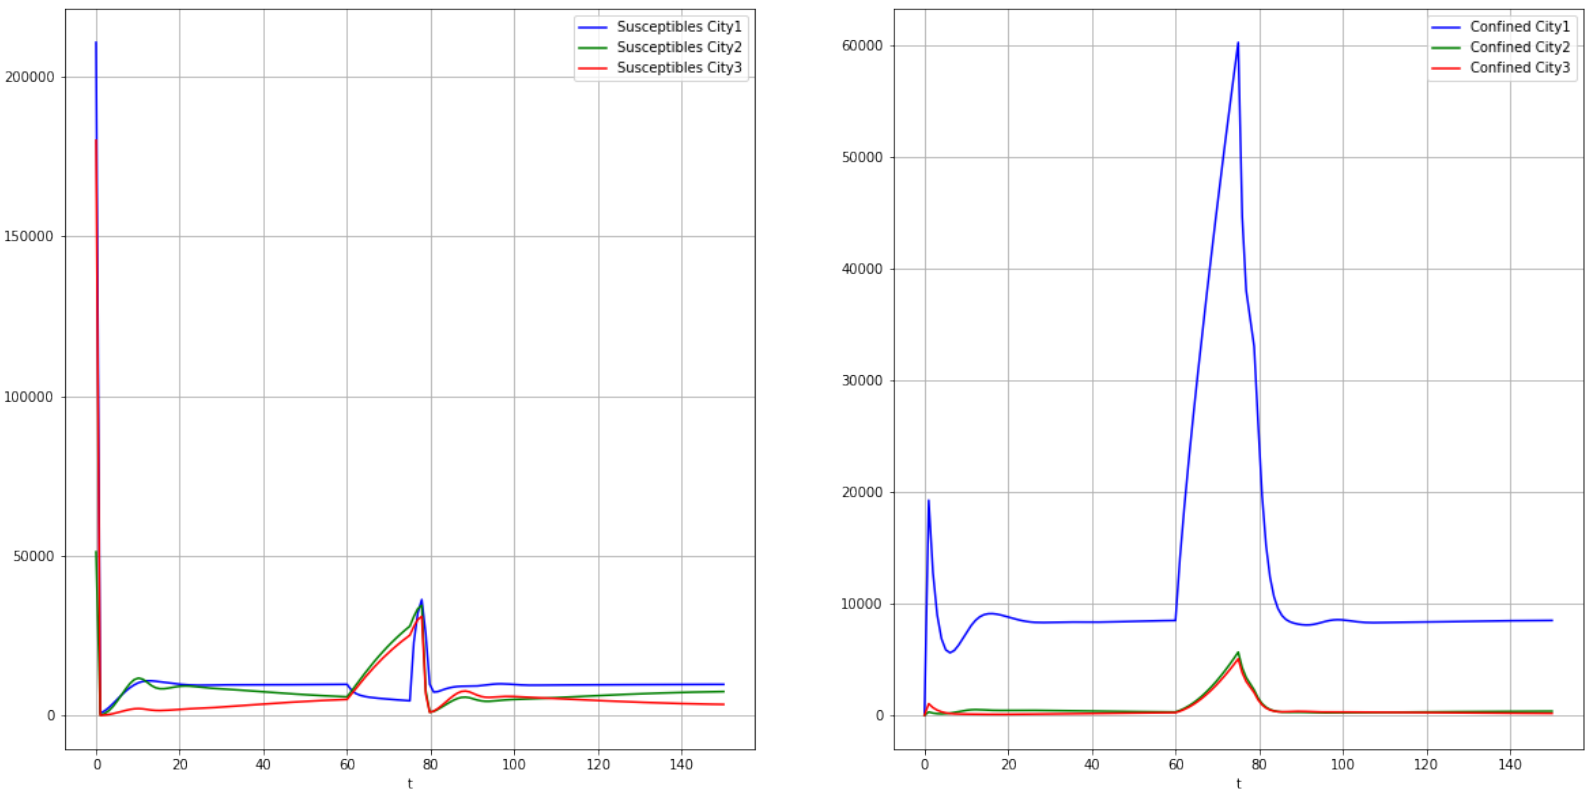 Susceptibles City1
Susceptibles City2
Susceptibles City3
200000
150000
100000
50000
0
0 20 40 60 80 100 120 140
t
Confined City1
Confined City2
Confined City3
60000
50000
40000
30000
20000
10000
0
0 20 40 60 80 100 120 140
t